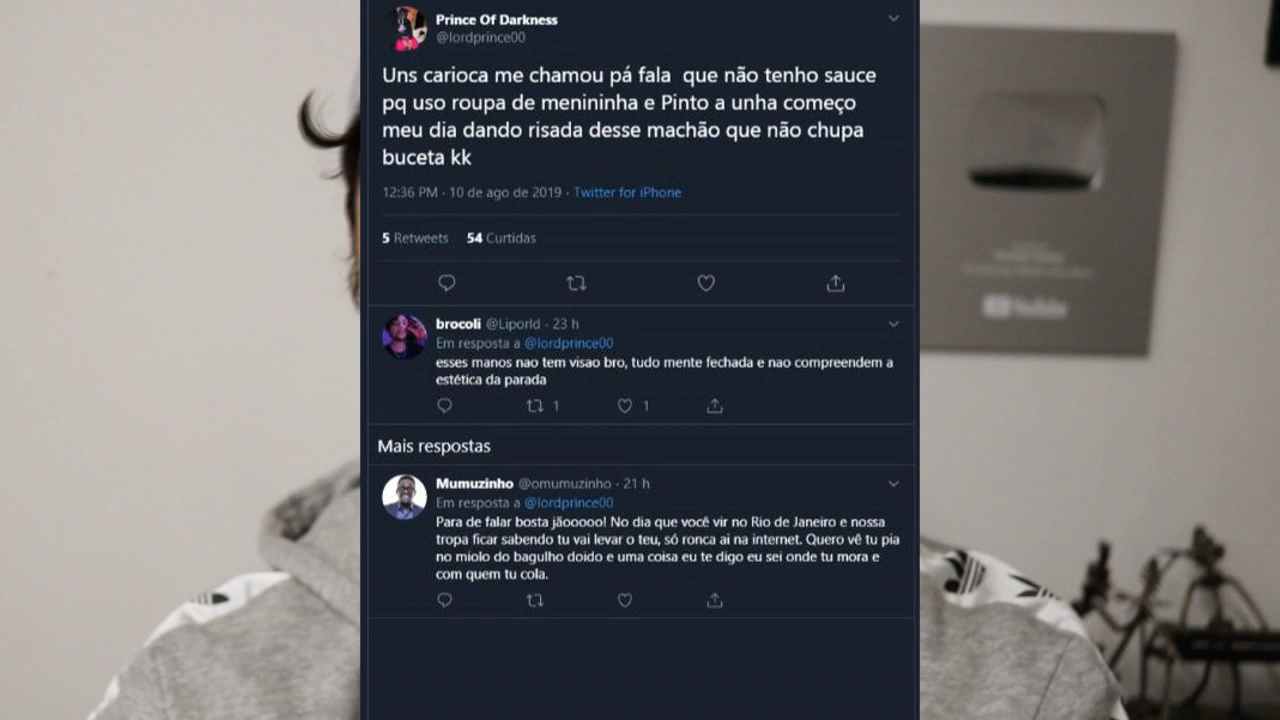 Prince Of Darkness
@lordprince00
Uns carioca me chamou pá fala  que não tenho sauce
pq uso roupa de menininha e Pinto a unha começo
meu dia dando risada desse machão que não chupa
buceta kk
12:36 PM · 10 de ago de 2019 · Twitter for iPhone
5 Retweets 54 Curtidas
brocoli @Liporld · 23 h
Em resposta a @lordprince00
esses manos nao tem visao bro, tudo mente fechada e nao compreendem a
estética da parada
1 1
Mais respostas
Mumuzinho @omumuzinho · 21 h
Em resposta a @lordprince00
Para de falar bosta jãooooo! No dia que você vir no Rio de Janeiro e nossa
tropa ficar sabendo tu vai levar o teu, só ronca ai na internet. Quero vê tu pia
no miolo do bagulho doido e uma coisa eu te digo eu sei onde tu mora e
com quem tu cola.
YouTube